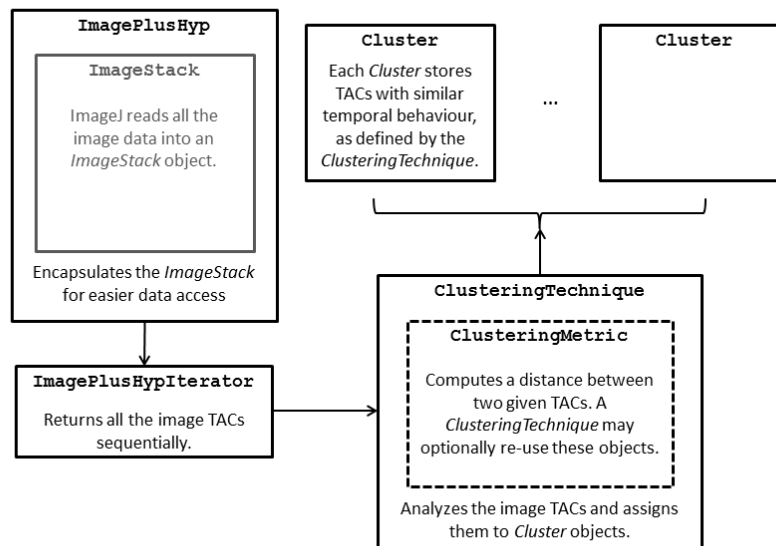 ImagePlusHyp
ImageStack
ImageJ reads all the
image data into an
ImageStack object.
Encapsulates the ImageStack
for easier data access
Cluster
Each Cluster stores
TACs with similar
temporal behaviour,
as defined by the
ClusteringTechnique.
...
Cluster
ImagePlusHypIterator
Returns all the image TACs
sequentially.
ClusteringTechnique
ClusteringMetric
Computes a distance between
two given TACs. A
ClusteringTechnique may
optionally re-use these objects.
Analyzes the image TACs and assigns
them to Cluster objects.